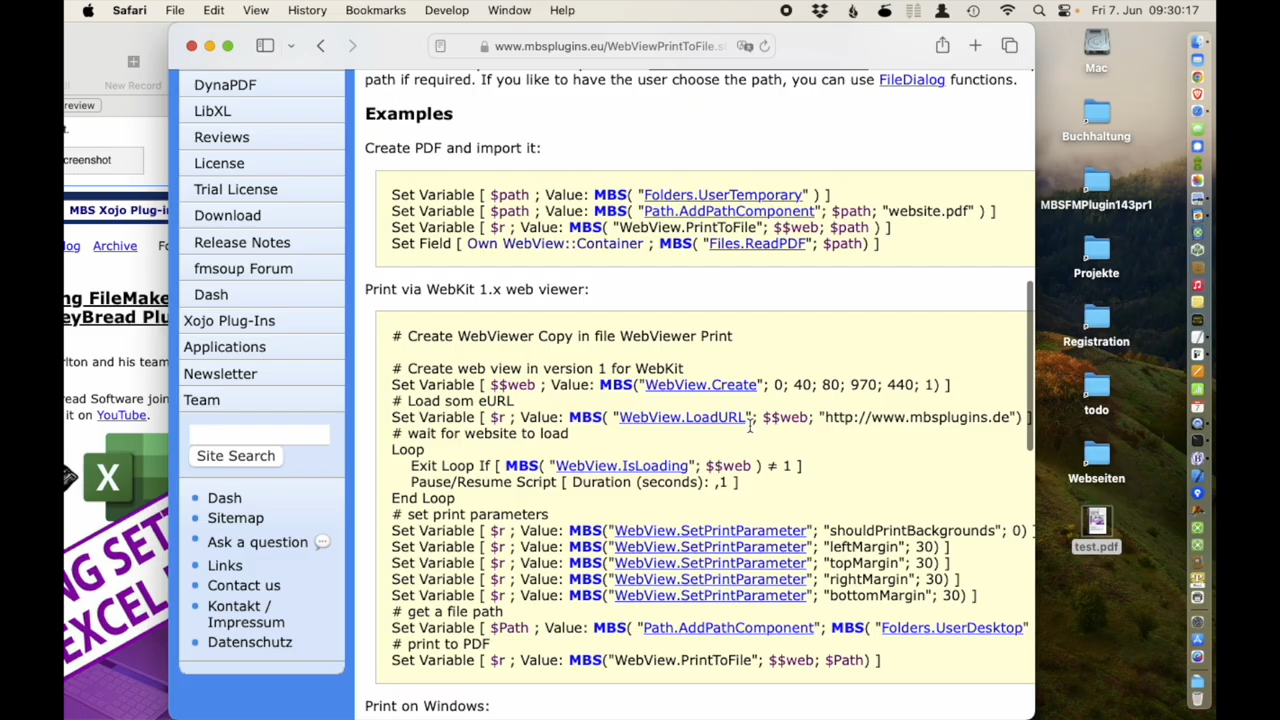 Safari File Edit View History Bookmarks Develop Window Help Fri 7. Jun 09:30:17
www.mbsplugins.eu/WebViewPrintToFile.s
New Record
review
t.
creenshot
MBS Xojo Plug-in
log Archive Fo
ng FileMake
eyBread Plu
rlton and his team
read Software join
t on YouTube.
X
NG SET
EXCEL
DynaPDF
LibXL
Reviews
License
Trial License
Download
Release Notes
fmsoup Forum
Dash
Xojo Plug-Ins
Applications
Newsletter
Team
Site Search
Dash
Sitemap
Ask a question
Links
Contact us
Kontakt /
Impressum
Datenschutz
path if required. If you like to have the user choose the path, you can use FileDialog functions.
Examples
Create PDF and import it:
Set Variable [ $path ; Value: MBS( "Folders.UserTemporary" ) ]
Set Variable [ $path ; Value: MBS( "Path.AddPathComponent"; $path; "website.pdf" ) ]
Set Variable [ $r ; Value: MBS( "WebView.PrintToFile"; $$web; $path ) ]
Set Field [ Own WebView::Container ; MBS( "Files.ReadPDF"; $path) ]
Print via WebKit 1.x web viewer:
# Create WebViewer Copy in file WebViewer Print
# Create web view in version 1 for WebKit
Set Variable [ $$web ; Value: MBS("WebView.Create"; 0; 40; 80; 970; 440; 1) ]
# Load som eURL
Set Variable [ $r ; Value: MBS( "WebView.LoadURL"; $$web; "http://www.mbsplugins.de") ]
# wait for website to load
Loop
Exit Loop If [ MBS( "WebView.IsLoading"; $$web ) ≠ 1 ]
Pause/Resume Script [ Duration (seconds): ,1 ]
End Loop
# set print parameters
Set Variable [ $r ; Value: MBS("WebView.SetPrintParameter"; "shouldPrintBackgrounds"; 0) ]
Set Variable [ $r ; Value: MBS("WebView.SetPrintParameter"; "leftMargin"; 30) ]
Set Variable [ $r ; Value: MBS("WebView.SetPrintParameter"; "topMargin"; 30) ]
Set Variable [ $r ; Value: MBS("WebView.SetPrintParameter"; "rightMargin"; 30) ]
Set Variable [ $r ; Value: MBS("WebView.SetPrintParameter"; "bottomMargin"; 30) ]
# get a file path
Set Variable [ $Path ; Value: MBS( "Path.AddPathComponent"; MBS( "Folders.UserDesktop"
# print to PDF
Set Variable [ $r ; Value: MBS("WebView.PrintToFile"; $$web; $Path) ]
Print on Windows:
Mac
Buchhaltung
MBSFMPlugin143pr1
Projekte
Registration
todo
Webseiten
test.pdf